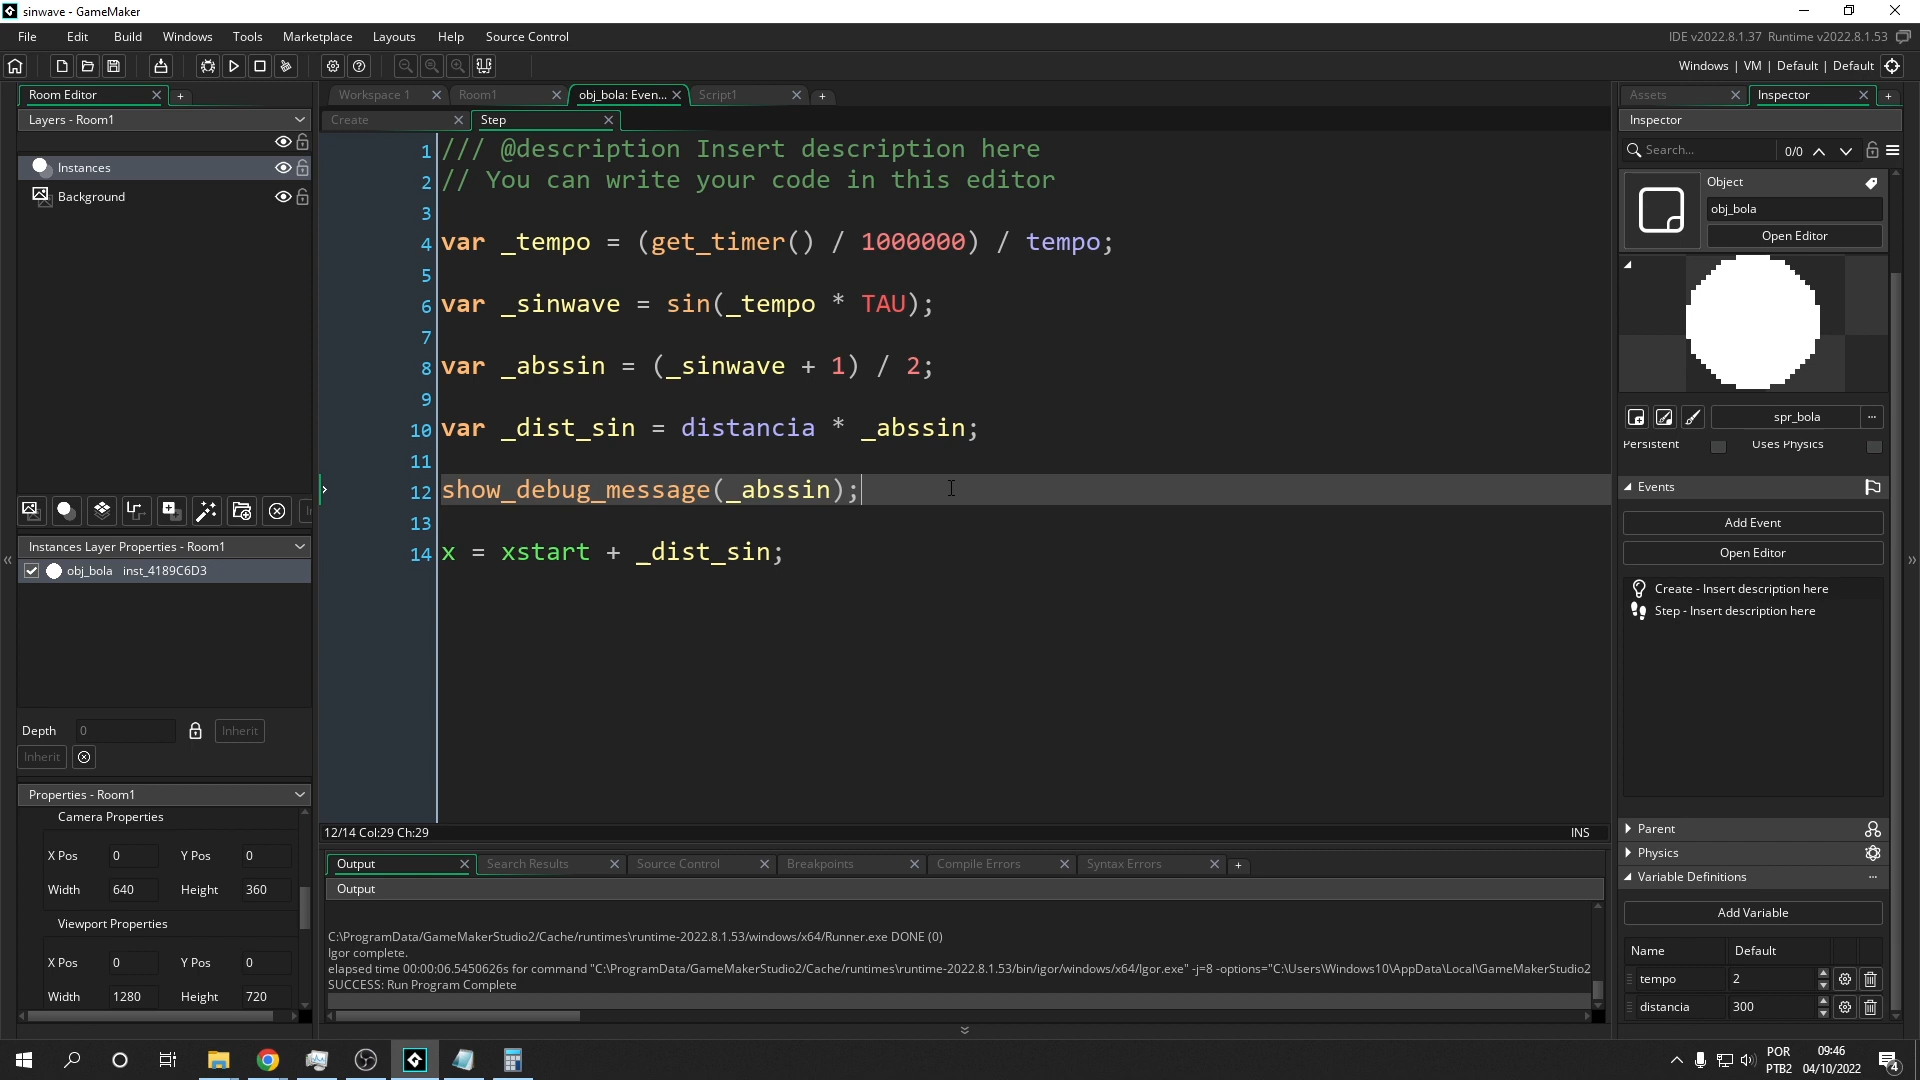 sinwave - GameMaker
File Edit Build Windows Tools Marketplace Layouts Help Source Control
IDE v2022.8.1.37 Runtime v2022.8.1.53
Windows | VM | Default | Default
Room Editor
Layers - Room1
Instances
Background
Instances Layer Properties - Room1
obj_bola inst_4189C6D3
Depth 0 Inherit
Inherit
Properties - Room1
Camera Properties
X Pos 0 Y Pos 0
Width 640 Height 360
Viewport Properties
X Pos 0 Y Pos 0
Width 1280 Height 720
Workspace 1 Room1 obj_bola: Even... Script1
Create Step
1 /// @description Insert description here
2 // You can write your code in this editor
3
4 var _tempo = (get_timer() / 1000000) / tempo;
5
6 var _sinwave = sin(_tempo * TAU);
7
8 var _abssin = (_sinwave + 1) / 2;
9
10 var _dist_sin = distancia * _abssin;
11
12 show_debug_message(_abssin);
13
14 x = xstart + _dist_sin;
12/14 Col:29 Ch:29 INS
Output Search Results Source Control Breakpoints Compile Errors Syntax Errors
Output
C:\ProgramData/GameMakerStudio2/Cache/runtimes\runtime-2022.8.1.53/windows/x64/Runner.exe DONE (0)
Igor complete.
elapsed time 00:00:06.5450626s for command "C:\ProgramData/GameMakerStudio2/Cache/runtimes\runtime-2022.8.1.53/bin/igor/windows/x64/Igor.exe" -j=8 -options="C:\Users\Windows10\AppData\Local\GameMakerStudio2
SUCCESS: Run Program Complete
Assets Inspector
Inspector
Search... 0/0
Object
obj_bola
Open Editor
spr_bola ...
Persistent Uses Physics
Events
Add Event
Open Editor
Create - Insert description here
Step - Insert description here
Parent
Physics
Variable Definitions ...
Add Variable
Name Default
tempo 2
distancia 300
POR
PTB2
09:46
04/10/2022
4